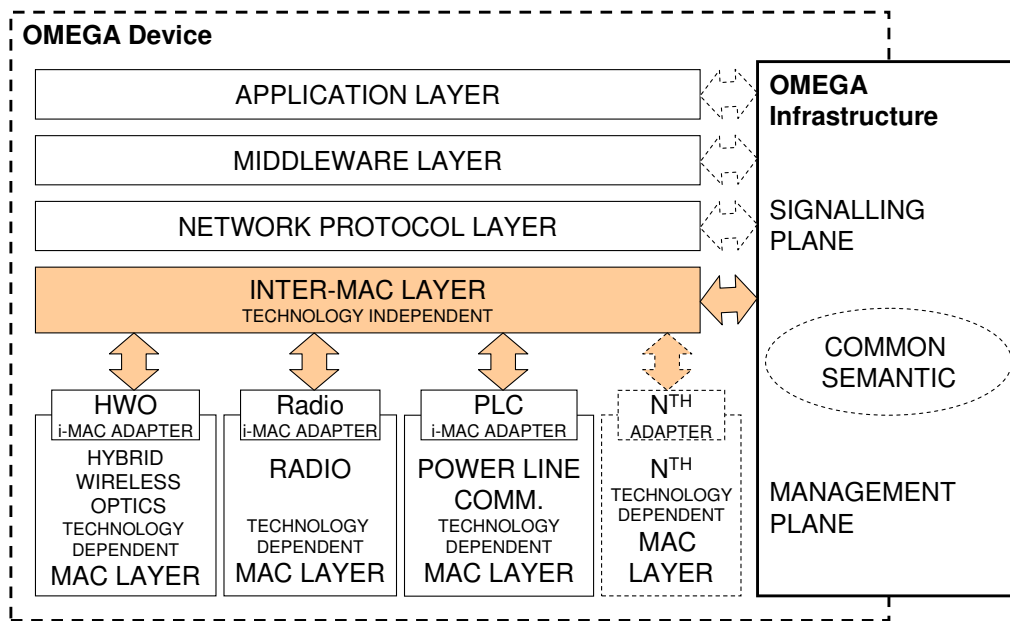 OMEGA Device
APPLICATION LAYER
MIDDLEWARE LAYER
NETWORK PROTOCOL LAYER
INTER-MAC LAYER
TECHNOLOGY INDEPENDENT
HWO
i-MAC ADAPTER
HYBRID
WIRELESS
OPTICS
TECHNOLOGY
DEPENDENT
MAC LAYER
Radio
i-MAC ADAPTER
RADIO
TECHNOLOGY
DEPENDENT
MAC LAYER
PLC
i-MAC ADAPTER
POWER LINE
COMM.
TECHNOLOGY
DEPENDENT
MAC LAYER
NTH
ADAPTER
NTH
TECHNOLOGY
DEPENDENT
MAC
LAYER
OMEGA
Infrastructure
SIGNALLING
PLANE
COMMON
SEMANTIC
MANAGEMENT
PLANE